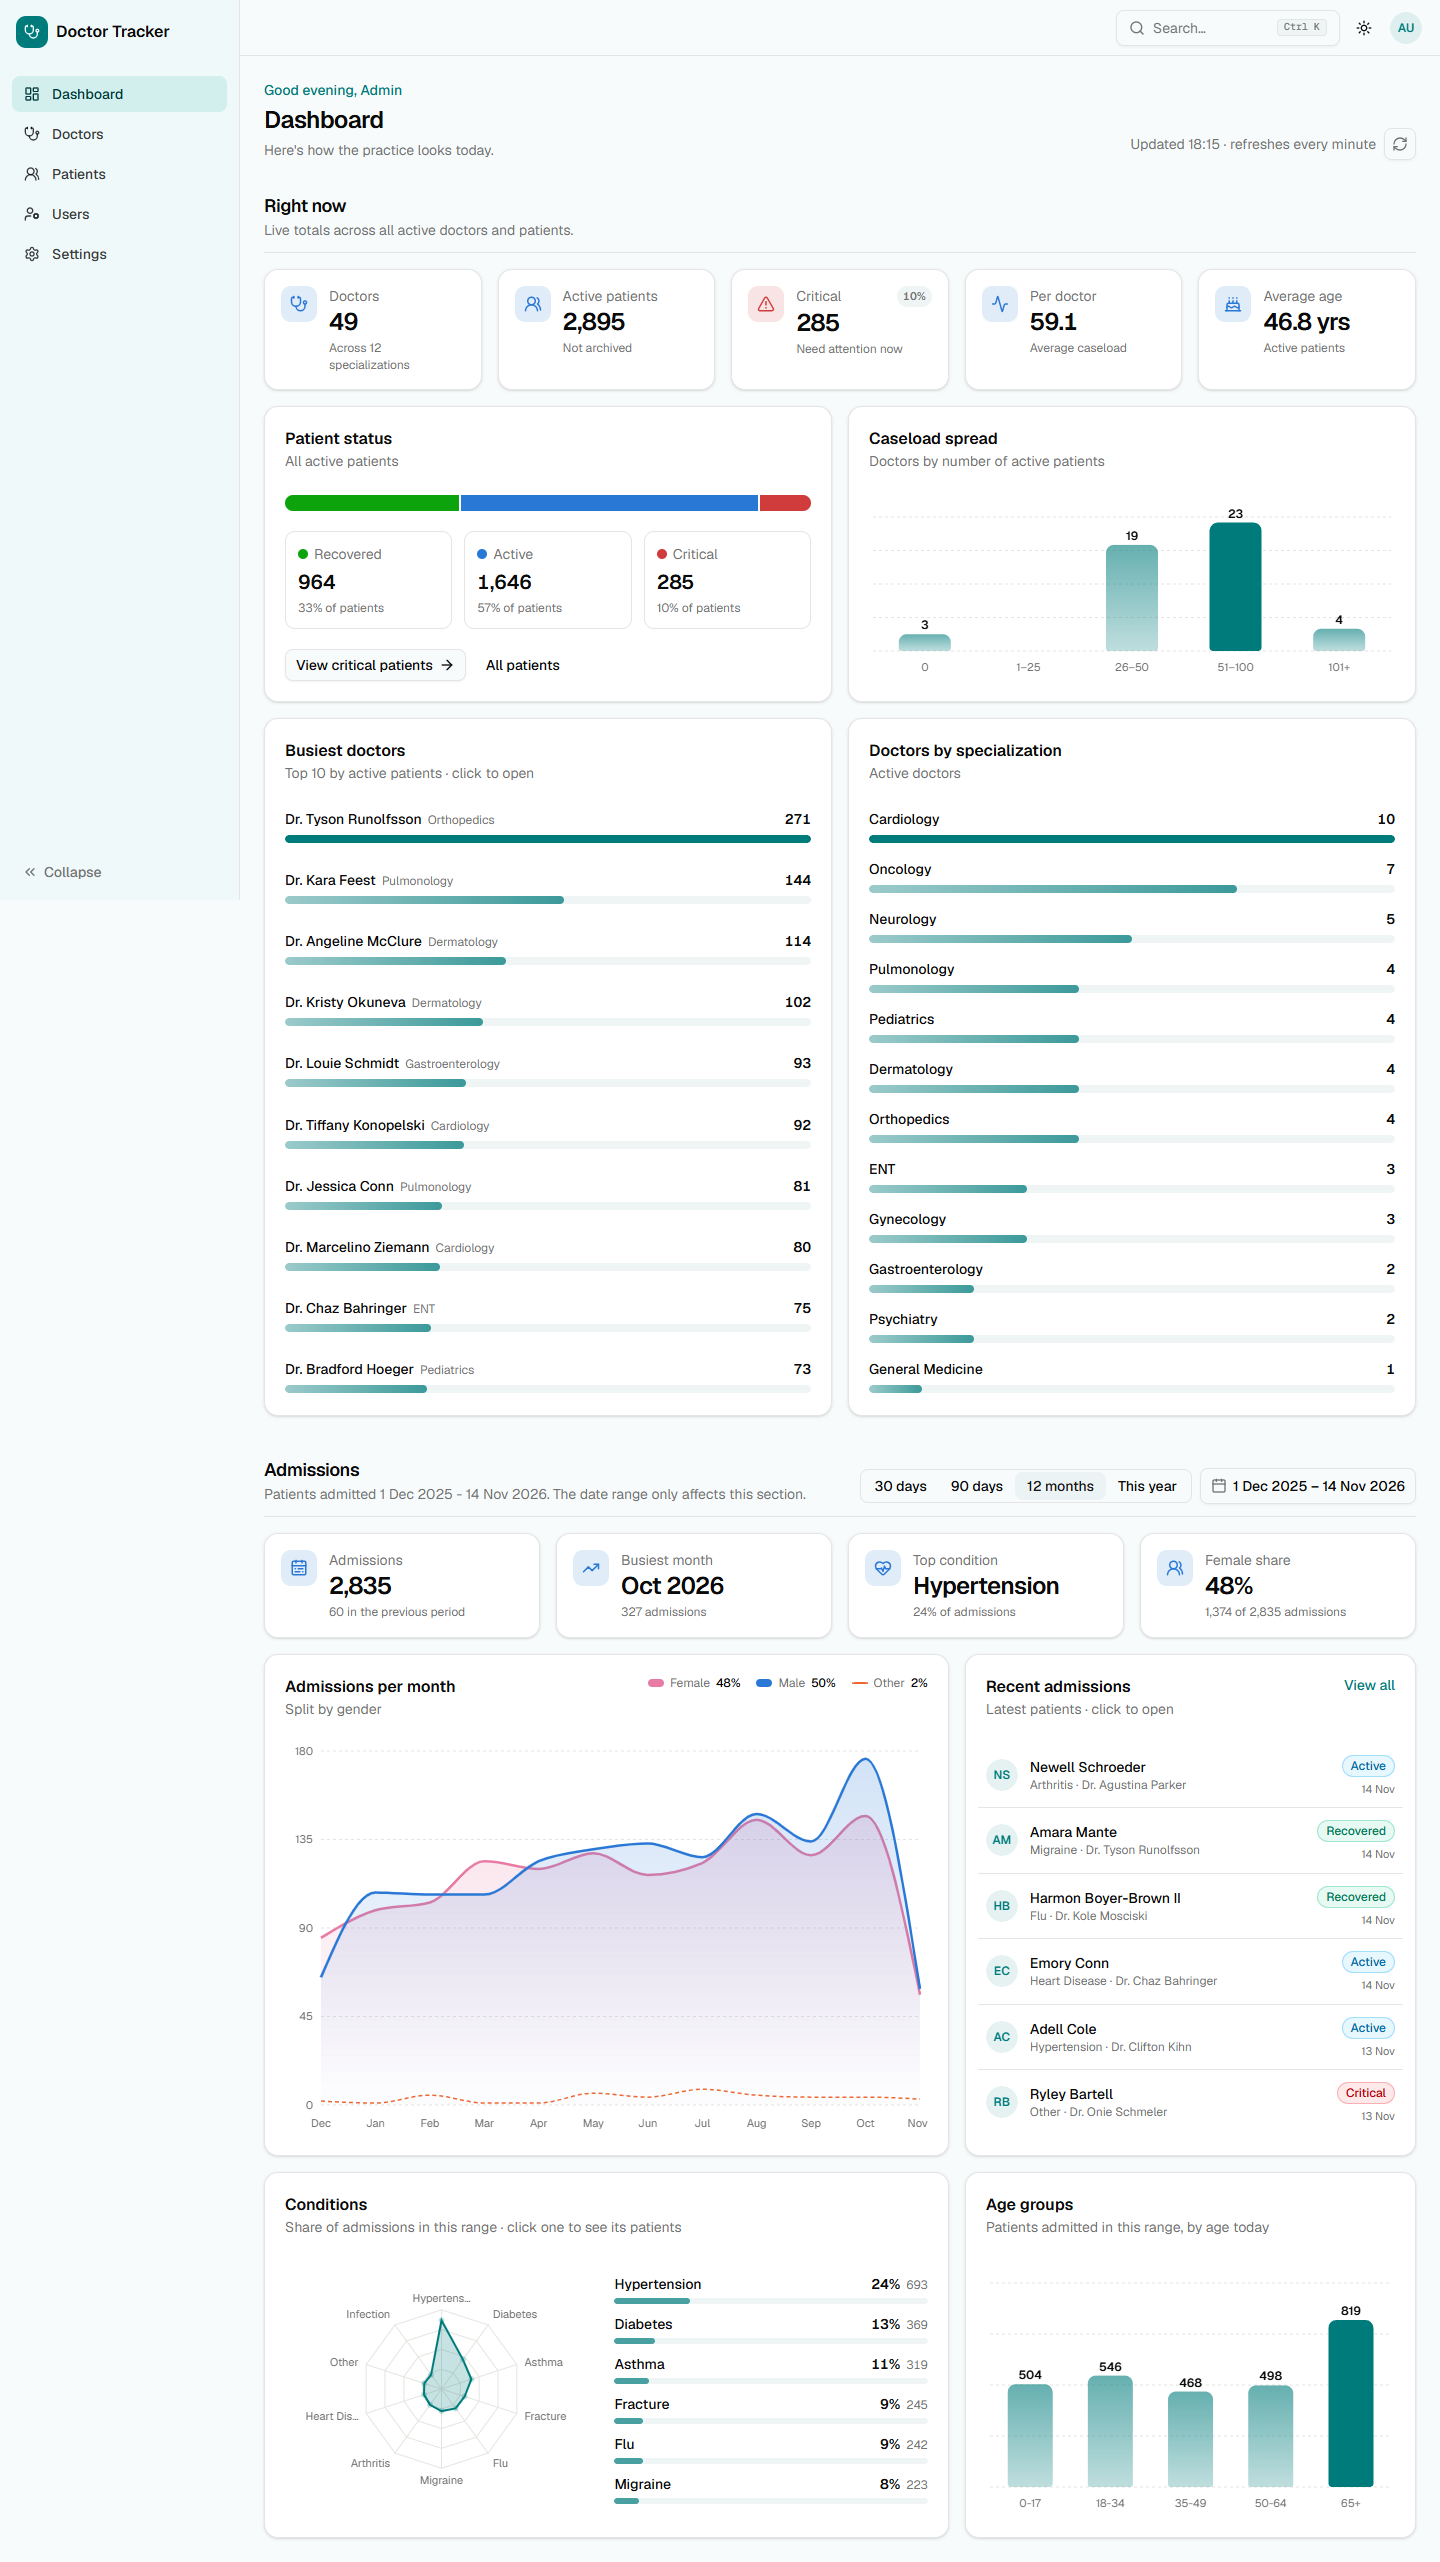 Doctor Tracker
Search...
Ctrl K
AU
Dashboard
Doctors
Patients
Users
Settings
Collapse
Good evening, Admin
Dashboard
Here's how the practice looks today.
Updated 18:15 · refreshes every minute
Right now
Live totals across all active doctors and patients.
Doctors
49
Across 12
specializations
Active patients
2,895
Not archived
Critical
10%
285
Need attention now
Per doctor
59.1
Average caseload
Average age
46.8 yrs
Active patients
Patient status
All active patients
Recovered
964
33% of patients
Active
1,646
57% of patients
Critical
285
10% of patients
View critical patients
All patients
Caseload spread
Doctors by number of active patients
3
19
23
4
0
1–25
26–50
51–100
101+
Busiest doctors
Top 10 by active patients · click to open
Dr. Tyson Runolfsson Orthopedics 271
Dr. Kara Feest Pulmonology 144
Dr. Angeline McClure Dermatology 114
Dr. Kristy Okuneva Dermatology 102
Dr. Louie Schmidt Gastroenterology 93
Dr. Tiffany Konopelski Cardiology 92
Dr. Jessica Conn Pulmonology 81
Dr. Marcelino Ziemann Cardiology 80
Dr. Chaz Bahringer ENT 75
Dr. Bradford Hoeger Pediatrics 73
Doctors by specialization
Active doctors
Cardiology 10
Oncology 7
Neurology 5
Pulmonology 4
Pediatrics 4
Dermatology 4
Orthopedics 4
ENT 3
Gynecology 3
Gastroenterology 2
Psychiatry 2
General Medicine 1
Admissions
Patients admitted 1 Dec 2025 - 14 Nov 2026. The date range only affects this section.
30 days
90 days
12 months
This year
1 Dec 2025 – 14 Nov 2026
Admissions
2,835
60 in the previous period
Busiest month
Oct 2026
327 admissions
Top condition
Hypertension
24% of admissions
Female share
48%
1,374 of 2,835 admissions
Admissions per month
Split by gender
Female 48%
Male 50%
Other 2%
180
135
90
45
0
Dec
Jan
Feb
Mar
Apr
May
Jun
Jul
Aug
Sep
Oct
Nov
Recent admissions
View all
Latest patients · click to open
NS
Newell Schroeder
Arthritis · Dr. Agustina Parker
Active
14 Nov
AM
Amara Mante
Migraine · Dr. Tyson Runolfsson
Recovered
14 Nov
HB
Harmon Boyer-Brown II
Flu · Dr. Kole Mosciski
Recovered
14 Nov
EC
Emory Conn
Heart Disease · Dr. Chaz Bahringer
Active
14 Nov
AC
Adell Cole
Hypertension · Dr. Clifton Kihn
Active
13 Nov
RB
Ryley Bartell
Other · Dr. Onie Schmeler
Critical
13 Nov
Conditions
Share of admissions in this range · click one to see its patients
Hypertens...
Diabetes
Asthma
Fracture
Flu
Migraine
Arthritis
Heart Dis...
Other
Infection
Hypertension 24% 693
Diabetes 13% 369
Asthma 11% 319
Fracture 9% 245
Flu 9% 242
Migraine 8% 223
Age groups
Patients admitted in this range, by age today
504
546
468
498
819
0-17
18-34
35-49
50-64
65+